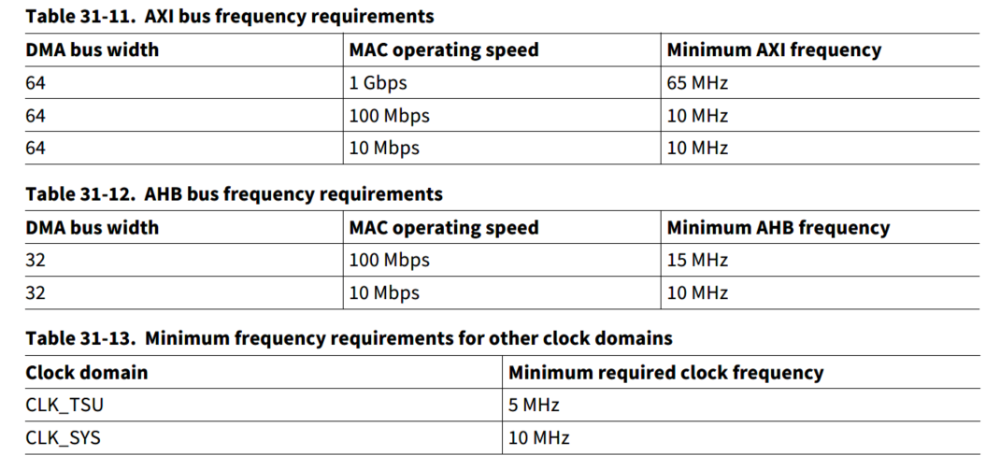 Table 31-11. AXI bus frequency requirements
DMA bus width MAC operating speed Minimum AXI frequency
64 1 Gbps 65 MHz
64 100 Mbps 10 MHz
64 10 Mbps 10 MHz
Table 31-12. AHB bus frequency requirements
DMA bus width MAC operating speed Minimum AHB frequency
32 100 Mbps 15 MHz
32 10 Mbps 10 MHz
Table 31-13. Minimum frequency requirements for other clock domains
Clock domain Minimum required clock frequency
CLK_TSU 5 MHz
CLK_SYS 10 MHz